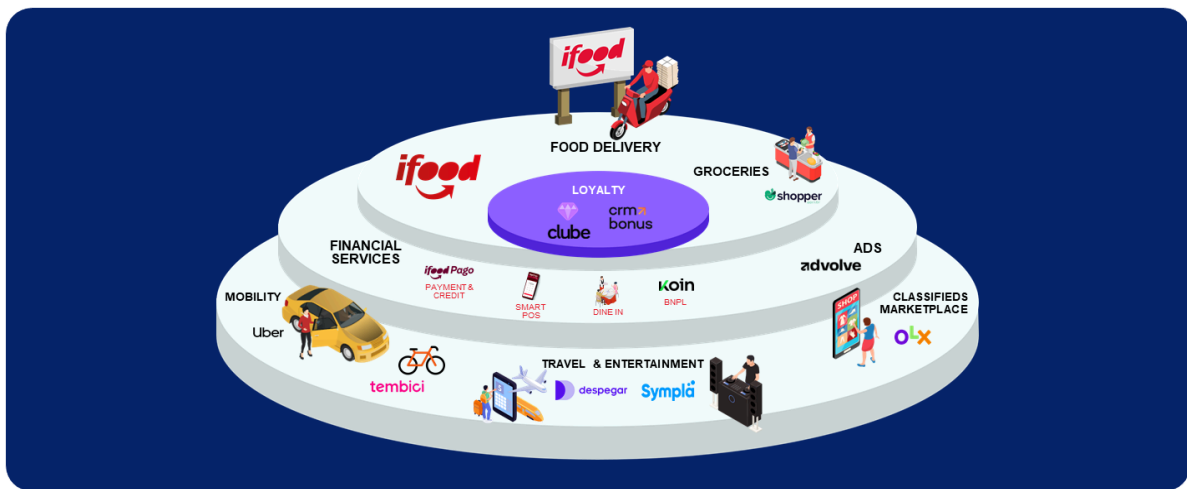 ifood
FOOD DELIVERY
ifood
GROCERIES
shopper
LOYALTY
clube
crm
bonus
FINANCIAL
SERVICES
ifood Pago
PAYMENT &
CREDIT
SMART
POS
DINE IN
Koin
BNPL
ADS
advolve
MOBILITY
Uber
tembici
TRAVEL & ENTERTAINMENT
despegar
Sympla
SHOP
CLASSIFIEDS
MARKETPLACE
OLX